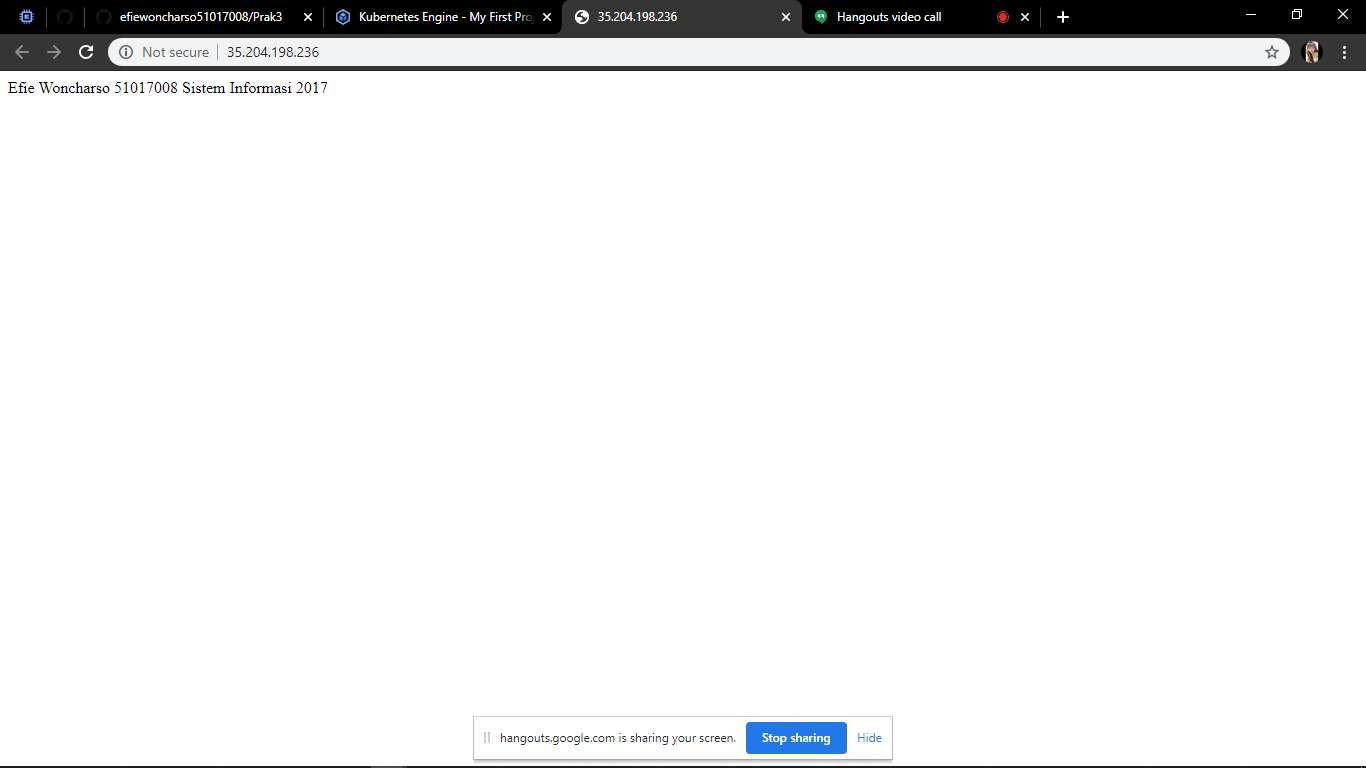 efiewoncharso51017008/Prak3
Kubernetes Engine - My First Pro
35.204.198.236
Hangouts video call
Not secure
35.204.198.236
Efie Woncharso 51017008 Sistem Informasi 2017
hangouts.google.com is sharing your screen.
Stop sharing
Hide